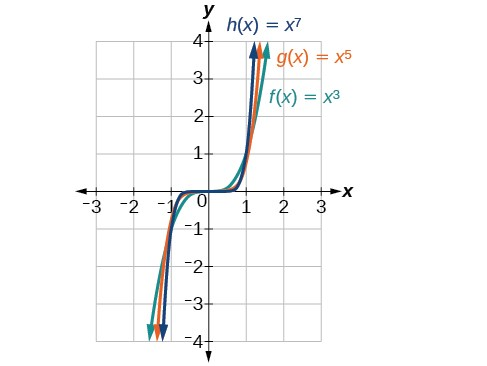 y
h(x) = x⁷
g(x) = x⁵
f(x) = x³
4
3
2
1
x
−3 −2 −1 0 1 2 3
−1
−2
−3
−4